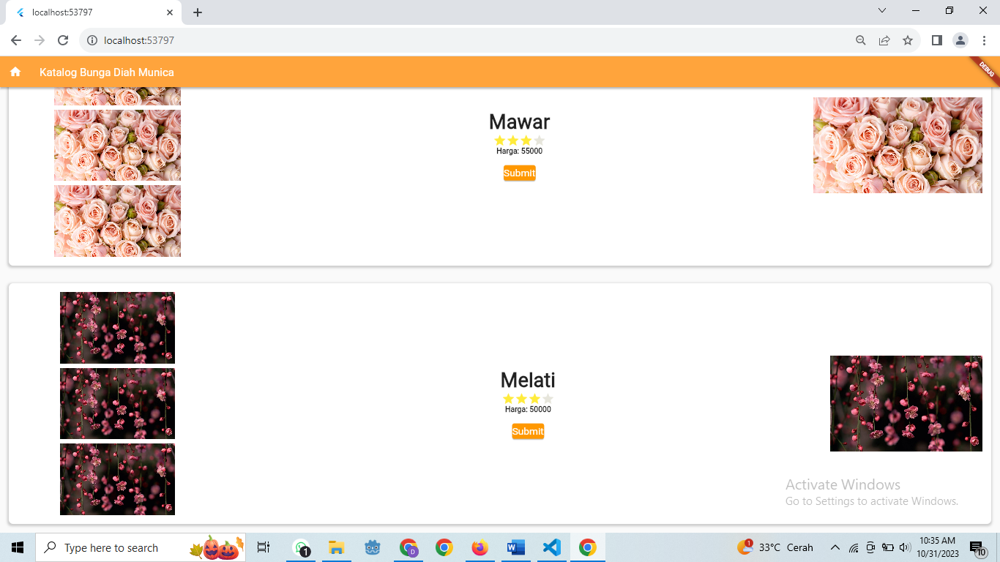 localhost:53797
localhost:53797
Katalog Bunga Diah Munica
DEBUG
Mawar
Harga: 55000
Submit
Melati
Harga: 50000
Submit
Activate Windows
Go to Settings to activate Windows.
Type here to search
1
D
1
33°C Cerah
10:35 AM
10/31/2023
10